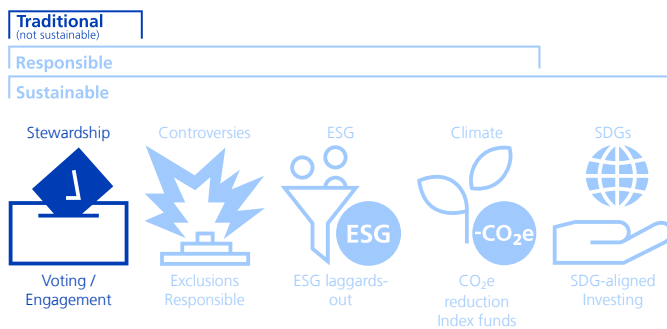 Traditional
(not sustainable)
Responsible
Sustainable
Stewardship
Controversies
ESG
Climate
SDGs
ESG
-CO₂e
Voting /
Engagement
Exclusions
Responsible
ESG laggards-
out
CO₂e
reduction
Index funds
SDG-aligned
Investing